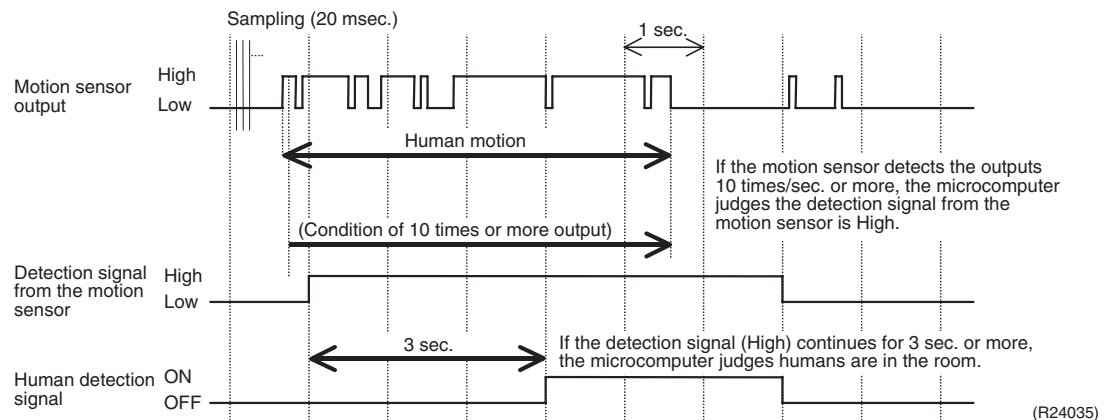 Sampling (20 msec.)
1 sec.
Motion sensor
output
High
Low
Human motion
If the motion sensor detects the outputs
10 times/sec. or more, the microcomputer
judges the detection signal from the
motion sensor is High.
(Condition of 10 times or more output)
Detection signal
from the motion
sensor
High
Low
3 sec.
If the detection signal (High) continues for 3 sec. or more,
the microcomputer judges humans are in the room.
Human detection
signal
ON
OFF
(R24035)